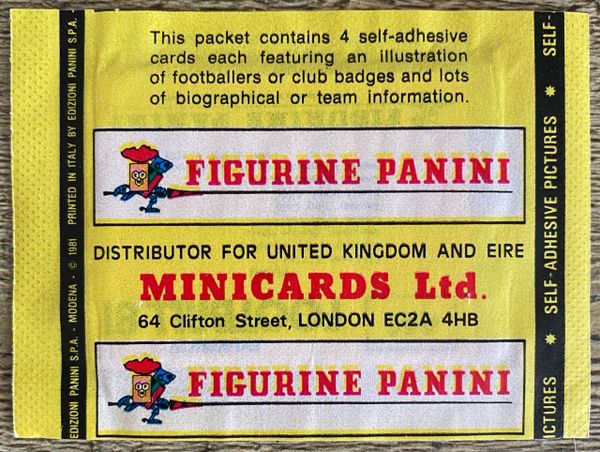 This packet contains 4 self-adhesive
cards each featuring an illustration
of footballers or club badges and lots
of biographical or team information.
FIGURINE PANINI
DISTRIBUTOR FOR UNITED KINGDOM AND EIRE
MINICARDS Ltd.
64 Clifton Street, LONDON EC2A 4HB
FIGURINE PANINI
EDIZIONI PANINI S.P.A. - MODENA - © 1981 PRINTED IN ITALY BY EDIZIONI PANINI S.P.A.
ICTURES * SELF-ADHESIVE PICTURES * SELF-